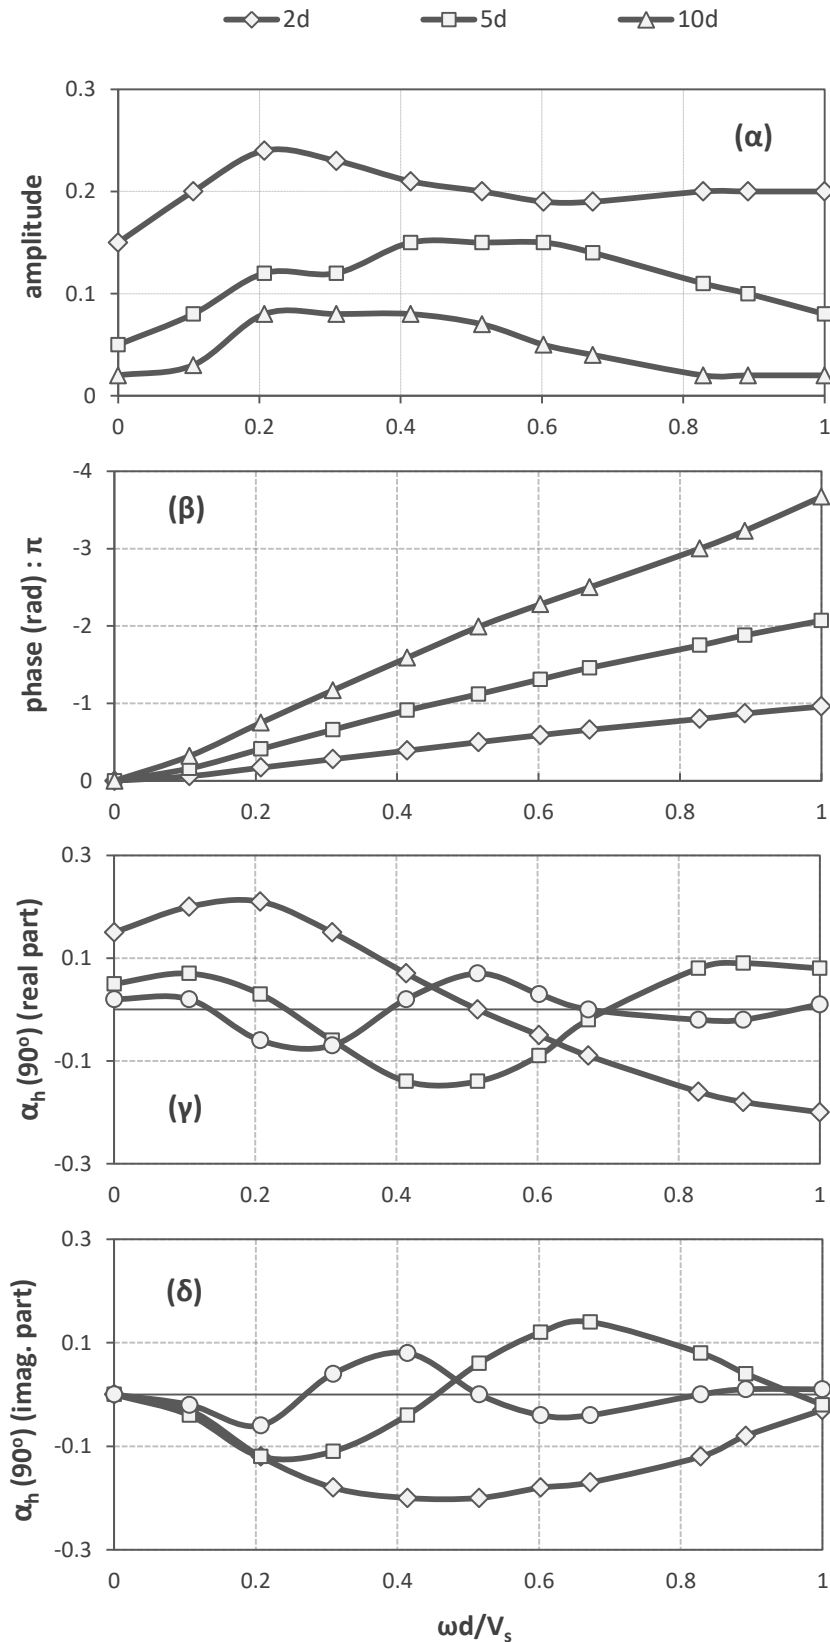 2d 5d 10d
0.3
(α)
0.2
amplitude
0.1
0
0 0.2 0.4 0.6 0.8 1
-4
(β)
-3
phase (rad) : π
-2
-1
0
0 0.2 0.4 0.6 0.8 1
0.3
0.1
αh (90º) (real part)
-0.1
(γ)
-0.3
0 0.2 0.4 0.6 0.8 1
0.3
(δ)
0.1
αh (90º) (imag. part)
-0.1
-0.3
0 0.2 0.4 0.6 0.8 1
ωd/Vs